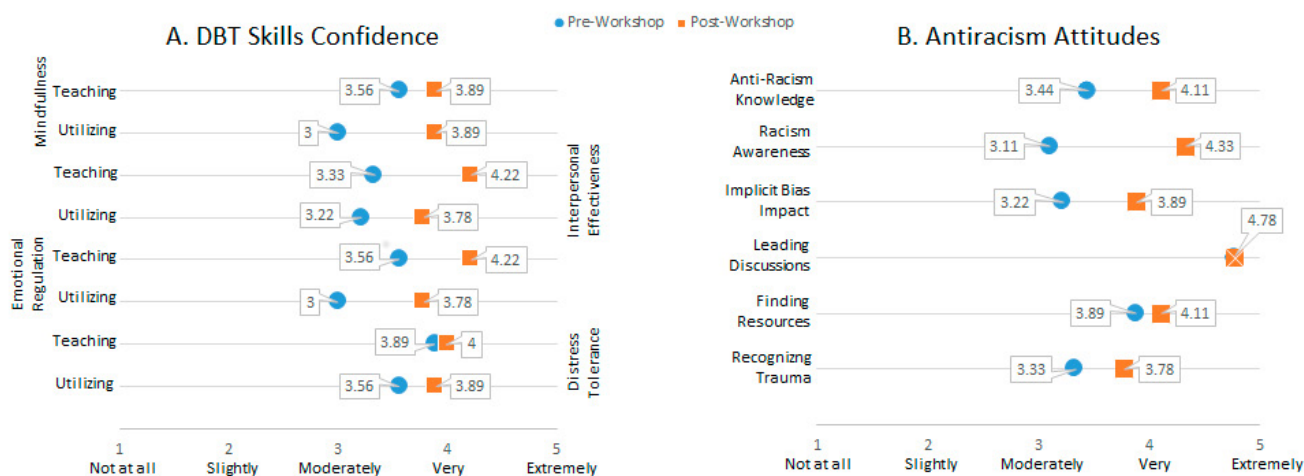 Pre-Workshop Post-Workshop
A. DBT Skills Confidence
Mindfullness
Teaching 3.56 3.89
Utilizing 3 3.89
Interpersonal
Effectiveness
Teaching 3.33 4.22
Utilizing 3.22 3.78
Emotional
Regulation
Teaching 3.56 4.22
Utilizing 3 3.78
Distress
Tolerance
Teaching 3.89 4
Utilizing 3.56 3.89
1 2 3 4 5
Not at all Slightly Moderately Very Extremely
B. Antiracism Attitudes
Anti-Racism
Knowledge
3.44 4.11
Racism
Awareness
3.11 4.33
Implicit Bias
Impact
3.22 3.89
Leading
Discussions
4.78
Finding
Resources
3.89 4.11
Recognizng
Trauma
3.33 3.78
1 2 3 4 5
Not at all Slightly Moderately Very Extremely